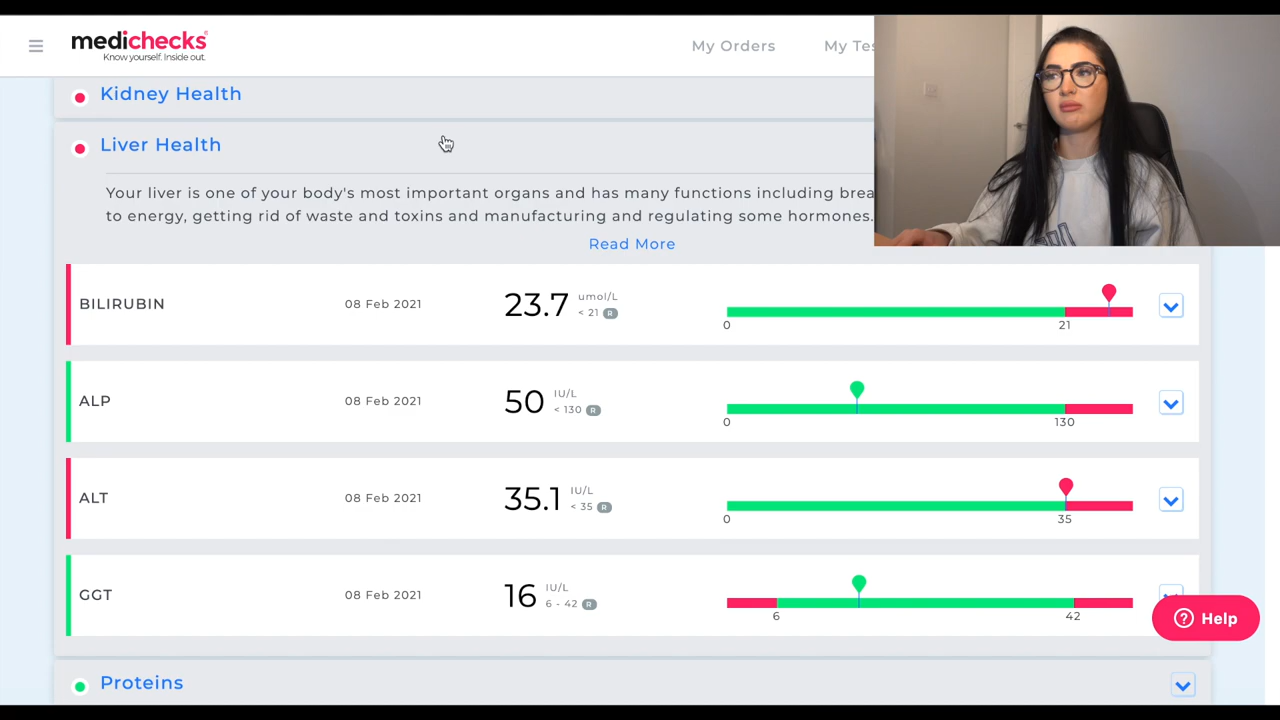 medichecks
Know yourself. Inside out.
My Orders
My Tes
Kidney Health
Liver Health
Your liver is one of your body's most important organs and has many functions including brea
to energy, getting rid of waste and toxins and manufacturing and regulating some hormones.
Read More
BILIRUBIN 08 Feb 2021 23.7 umol/L < 21 R
0 21
ALP 08 Feb 2021 50 IU/L < 130 R
0 130
ALT 08 Feb 2021 35.1 IU/L < 35 R
0 35
GGT 08 Feb 2021 16 IU/L 6 - 42 R
6 42
? Help
Proteins